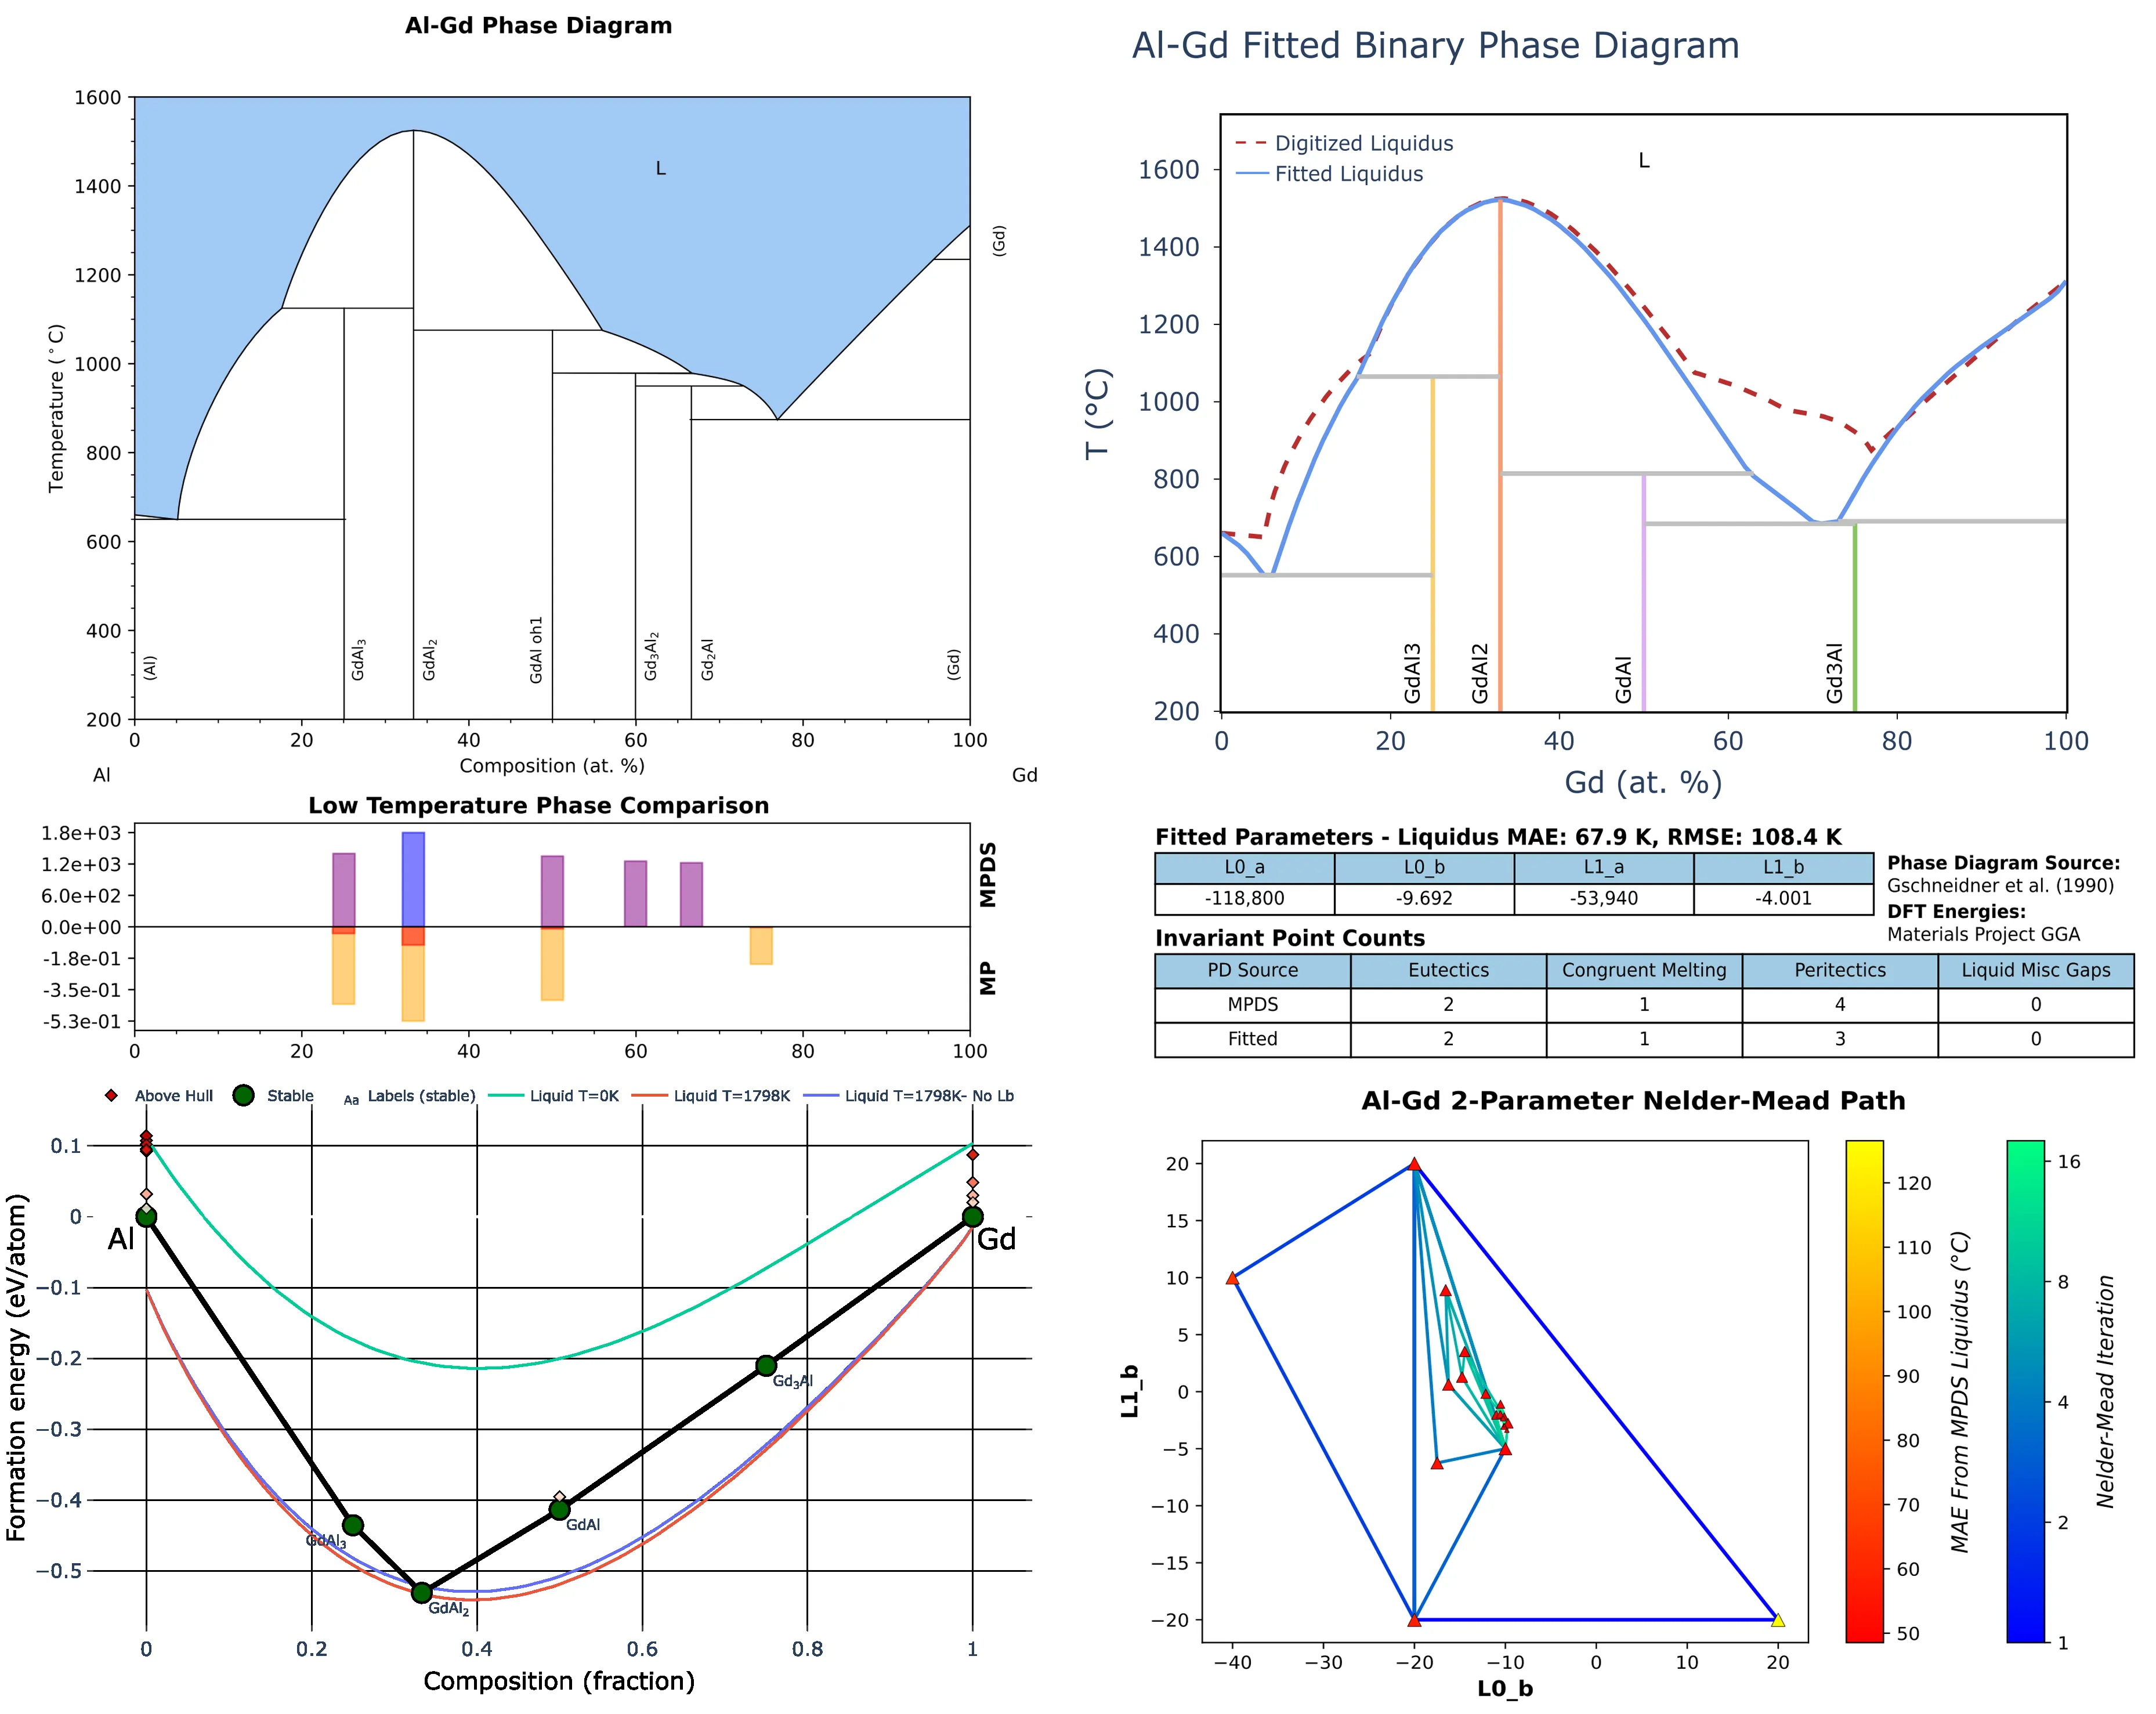 Al-Gd Phase Diagram
1600
1400
1200
1000
800
600
400
200
Temperature (°C)
L
(Al)
GdAl3
GdAl2
GdAl oh1
Gd3Al2
Gd2Al
(Gd)
(Gd)
0 20 40 60 80 100
Composition (at. %)
Al Gd
Al-Gd Fitted Binary Phase Diagram
Digitized Liquidus
Fitted Liquidus
L
1600
1400
1200
1000
800
600
400
200
T (°C)
GdAl3
GdAl2
GdAl
Gd3Al
0 20 40 60 80 100
Gd (at. %)
Low Temperature Phase Comparison
1.8e+03
1.2e+03
6.0e+02
0.0e+00
-1.8e-01
-3.5e-01
-5.3e-01
MPDS
MP
0 20 40 60 80 100
Fitted Parameters - Liquidus MAE: 67.9 K, RMSE: 108.4 K
L0_a L0_b L1_a L1_b
-118,800 -9.692 -53,940 -4.001
Phase Diagram Source:
Gschneidner et al. (1990)
DFT Energies:
Materials Project GGA
Invariant Point Counts
PD Source Eutectics Congruent Melting Peritectics Liquid Misc Gaps
MPDS 2 1 4 0
Fitted 2 1 3 0
Above Hull Stable Aa Labels (stable) Liquid T=0K Liquid T=1798K Liquid T=1798K- No Lb
0.1
0
−0.1
−0.2
−0.3
−0.4
−0.5
Formation energy (eV/atom)
Al
Gd
Gd3Al
GdAl
GdAl3
GdAl2
0 0.2 0.4 0.6 0.8 1
Composition (fraction)
Al-Gd 2-Parameter Nelder-Mead Path
20
15
10
5
0
−5
−10
−15
−20
L1_b
−40 −30 −20 −10 0 10 20
L0_b
120
110
100
90
80
70
60
50
MAE From MPDS Liquidus (°C)
16
8
4
2
1
Nelder-Mead Iteration